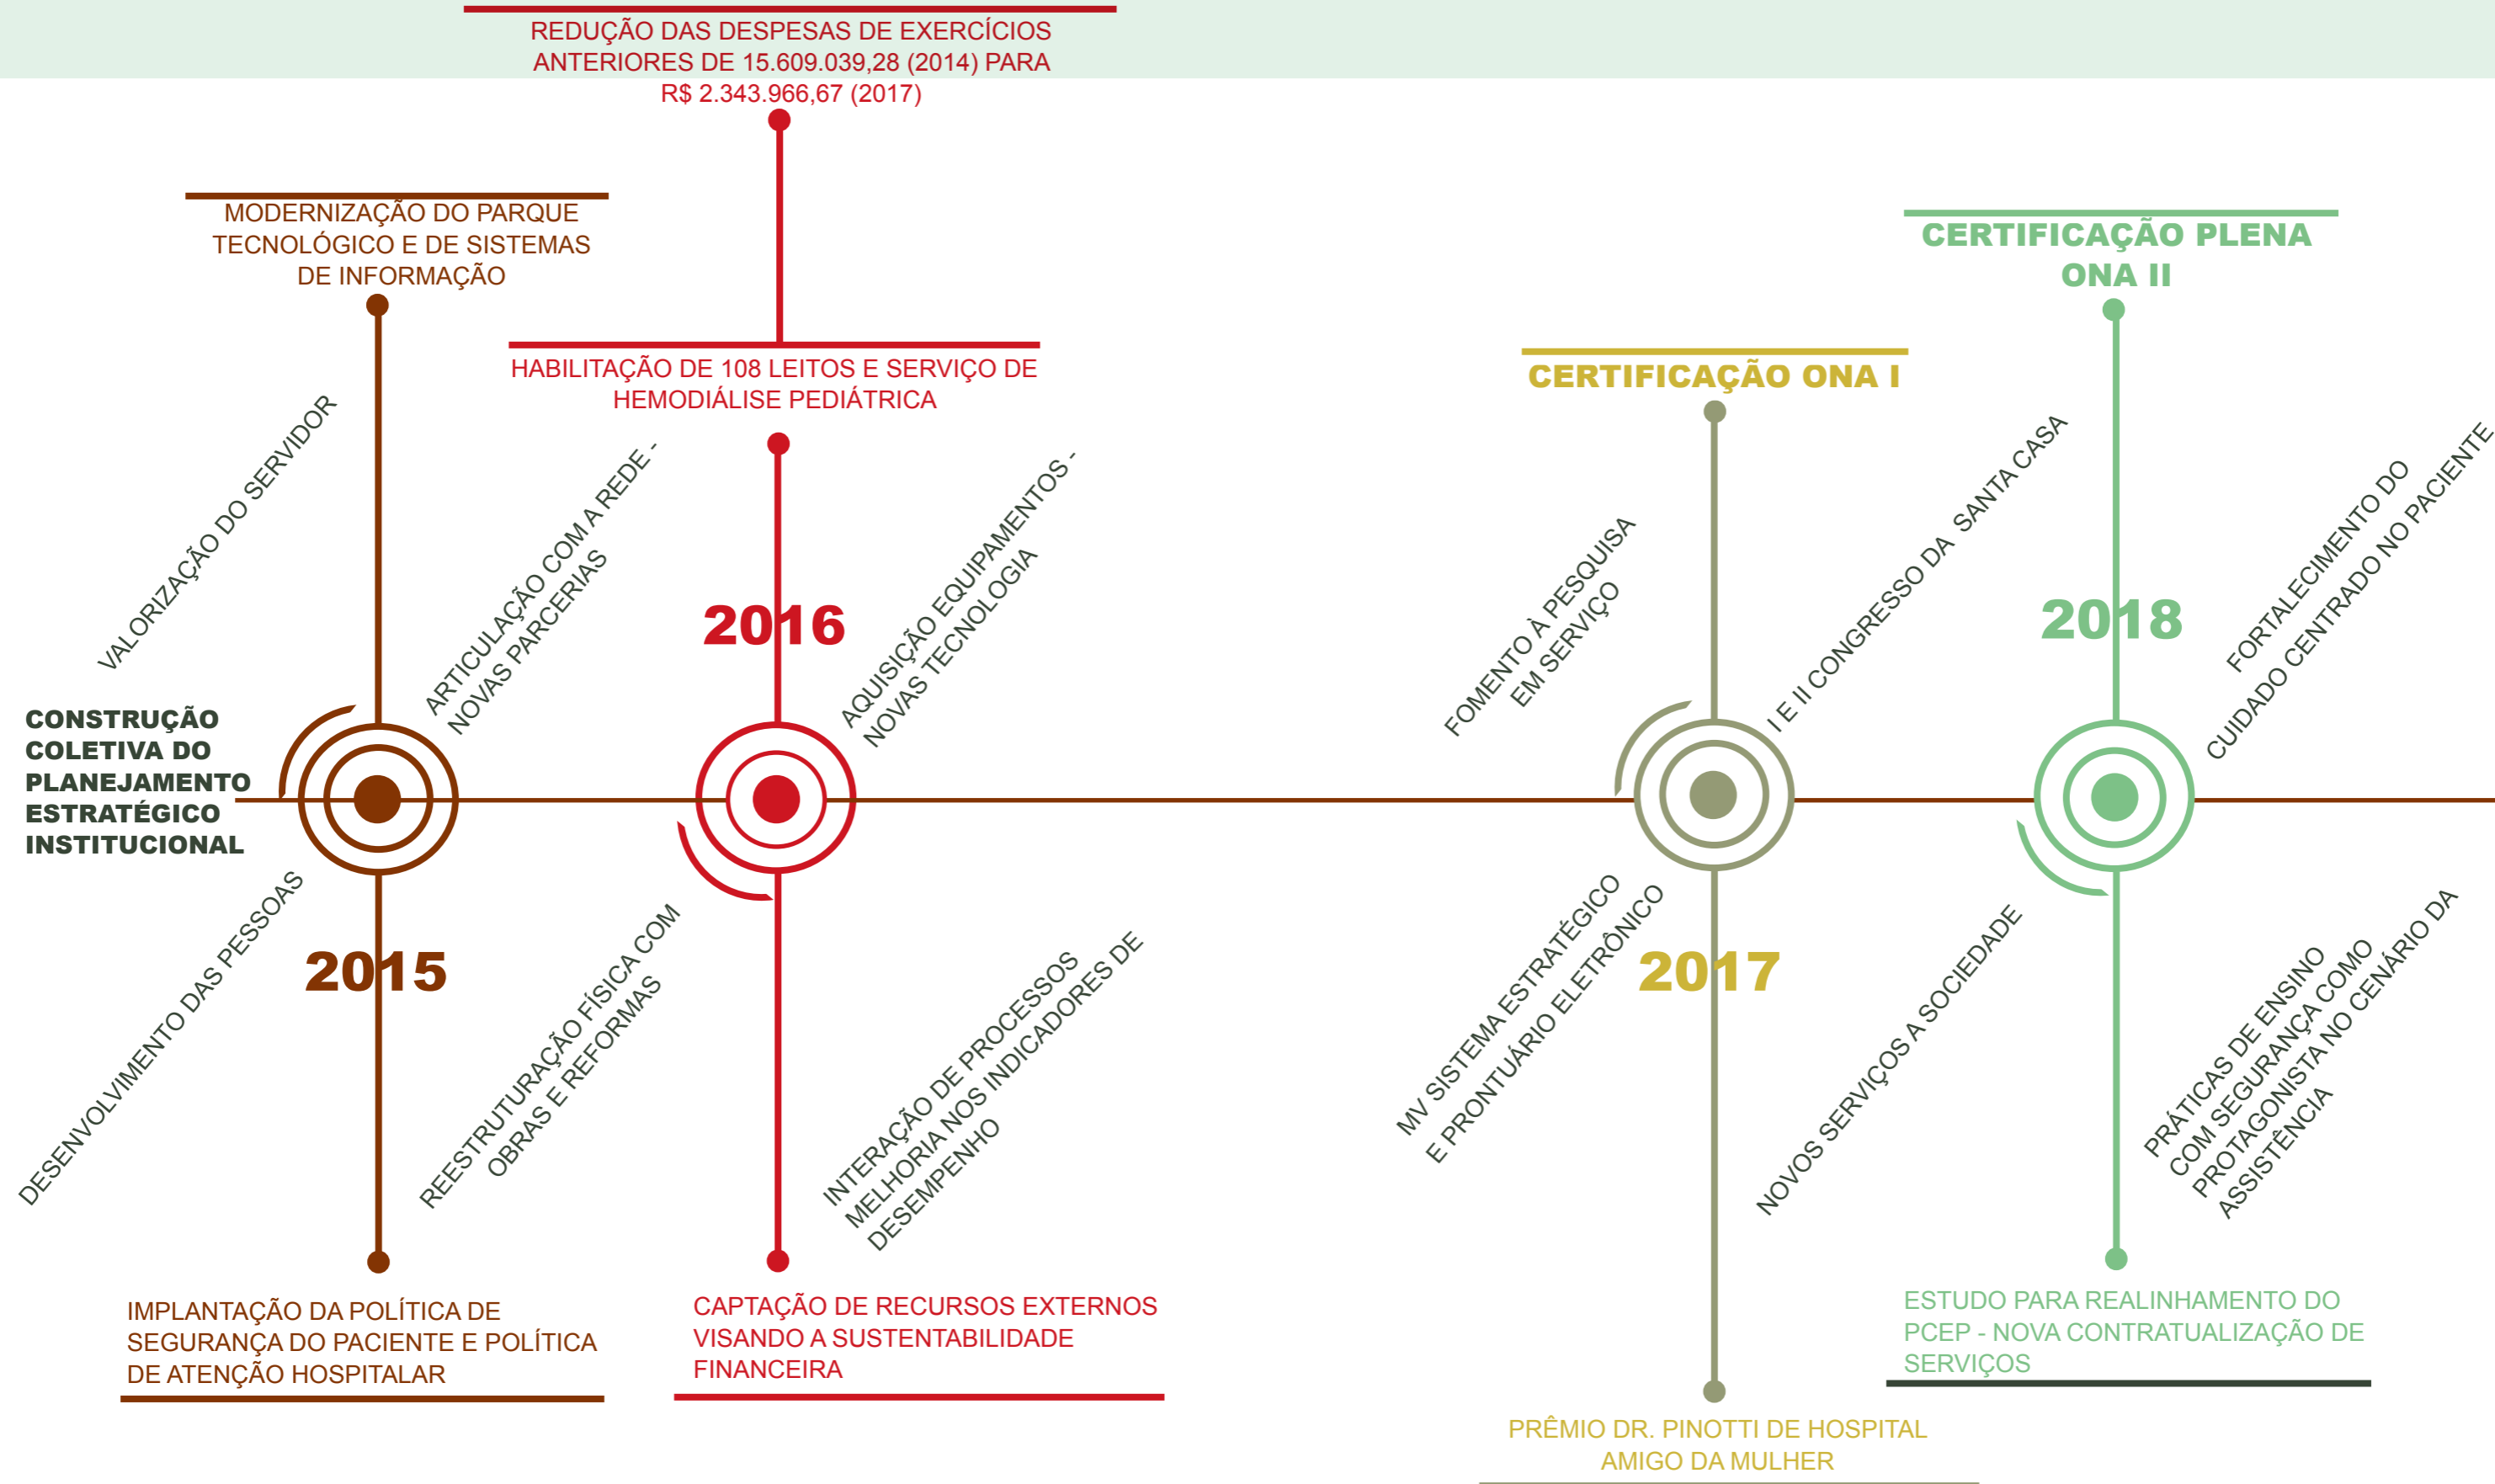 REDUÇÃO DAS DESPESAS DE EXERCÍCIOS
ANTERIORES DE 15.609.039,28 (2014) PARA
R$ 2.343.966,67 (2017)
MODERNIZAÇÃO DO PARQUE
TECNOLÓGICO E DE SISTEMAS
DE INFORMAÇÃO
HABILITAÇÃO DE 108 LEITOS E SERVIÇO DE
HEMODIÁLISE PEDIÁTRICA
CERTIFICAÇÃO ONA I
CERTIFICAÇÃO PLENA
ONA II
VALORIZAÇÃO DO SERVIDOR
ARTICULAÇÃO COM A REDE -
NOVAS PARCERIAS
2016
AQUISIÇÃO EQUIPAMENTOS -
NOVAS TECNOLOGIA
FOMENTO À PESQUISA
EM SERVIÇO
I E II CONGRESSO DA SANTA CASA
2018
FORTALECIMENTO DO
CUIDADO CENTRADO NO PACIENTE
CONSTRUÇÃO
COLETIVA DO
PLANEJAMENTO
ESTRATÉGICO
INSTITUCIONAL
DESENVOLVIMENTO DAS PESSOAS
2015
REESTRUTURAÇÃO FÍSICA COM
OBRAS E REFORMAS
INTERAÇÃO DE PROCESSOS
MELHORIA NOS INDICADORES DE
DESEMPENHO
MV SISTEMA ESTRATÉGICO
E PRONTUÁRIO ELETRÔNICO
2017
NOVOS SERVIÇOS A SOCIEDADE
PRÁTICAS DE ENSINO
COM SEGURANÇA COMO
PROTAGONISTA NO CENÁRIO DA
ASSISTÊNCIA
IMPLANTAÇÃO DA POLÍTICA DE
SEGURANÇA DO PACIENTE E POLÍTICA
DE ATENÇÃO HOSPITALAR
CAPTAÇÃO DE RECURSOS EXTERNOS
VISANDO A SUSTENTABILIDADE
FINANCEIRA
PRÊMIO DR. PINOTTI DE HOSPITAL
AMIGO DA MULHER
ESTUDO PARA REALINHAMENTO DO
PCEP - NOVA CONTRATUALIZAÇÃO DE
SERVIÇOS